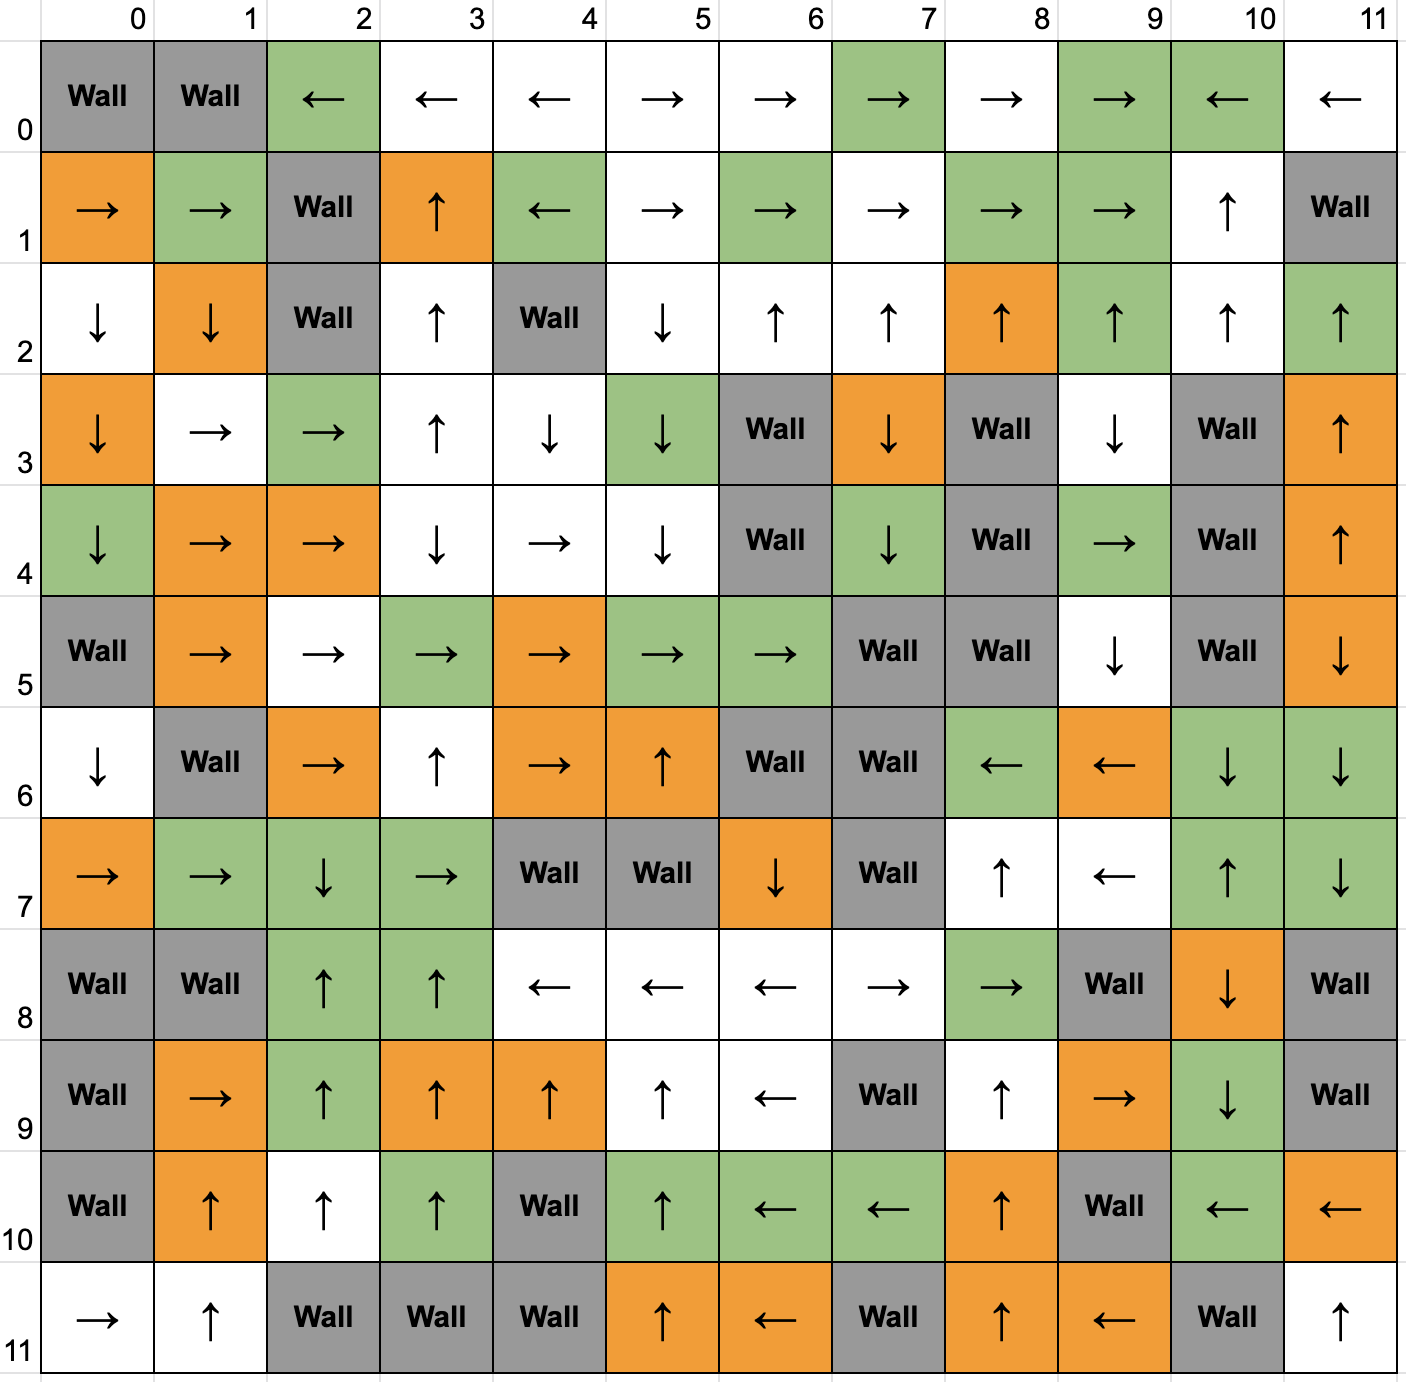 0 1 2 3 4 5 6 7 8 9 10 11
0 Wall Wall ← ← ← → → → → → ← ←
1 → → Wall ↑ ← → → → → → ↑ Wall
2 ↓ ↓ Wall ↑ Wall ↓ ↑ ↑ ↑ ↑ ↑ ↑
3 ↓ → → ↑ ↓ ↓ Wall ↓ Wall ↓ Wall ↑
4 ↓ → → ↓ → ↓ Wall ↓ Wall → Wall ↑
5 Wall → → → → → → Wall Wall ↓ Wall ↓
6 ↓ Wall → ↑ → ↑ Wall Wall ← ← ↓ ↓
7 → → ↓ → Wall Wall ↓ Wall ↑ ← ↑ ↓
8 Wall Wall ↑ ↑ ← ← ← → → Wall ↓ Wall
9 Wall → ↑ ↑ ↑ ↑ ← Wall ↑ → ↓ Wall
10 Wall ↑ ↑ ↑ Wall ↑ ← ← ↑ Wall ← ←
11 → ↑ Wall Wall Wall ↑ ← Wall ↑ ← Wall ↑